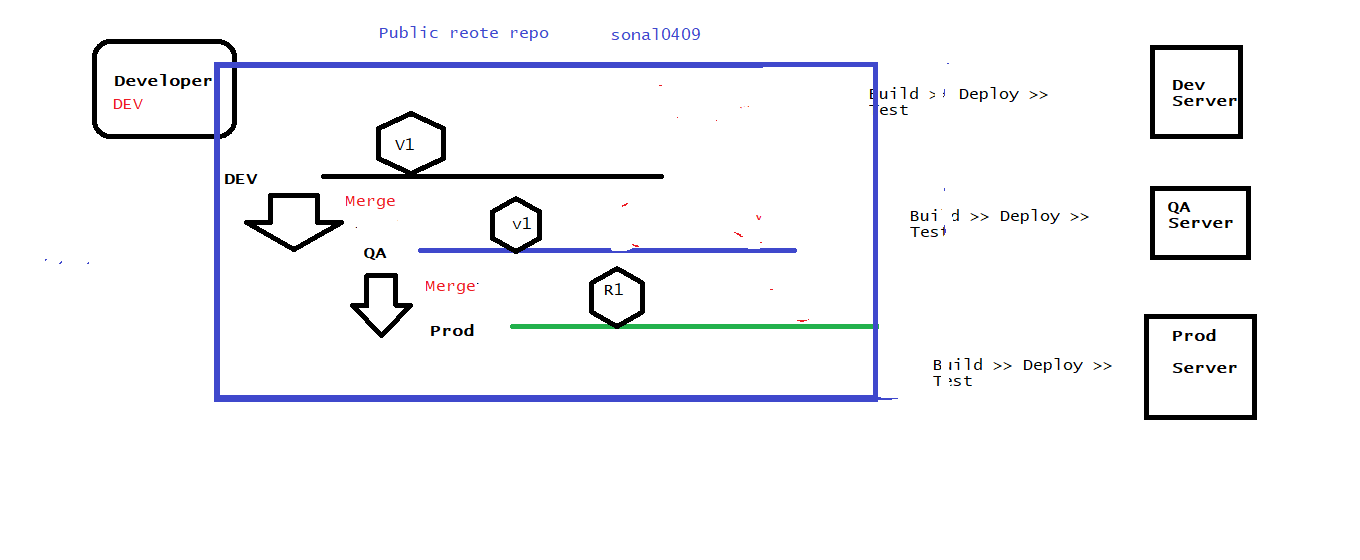 Public reote repo sonal0409
Developer
DEV
Build >> Deploy >>
Test
Dev
Server
v1
DEV
Merge
v1
QA
Build >> Deploy >>
Test
QA
Server
Merge
R1
Prod
Build >> Deploy >>
Test
Prod
Server